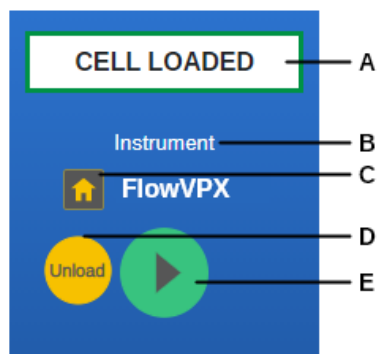 CELL LOADED A
Instrument B
C
FlowVPX
D
Unload
E